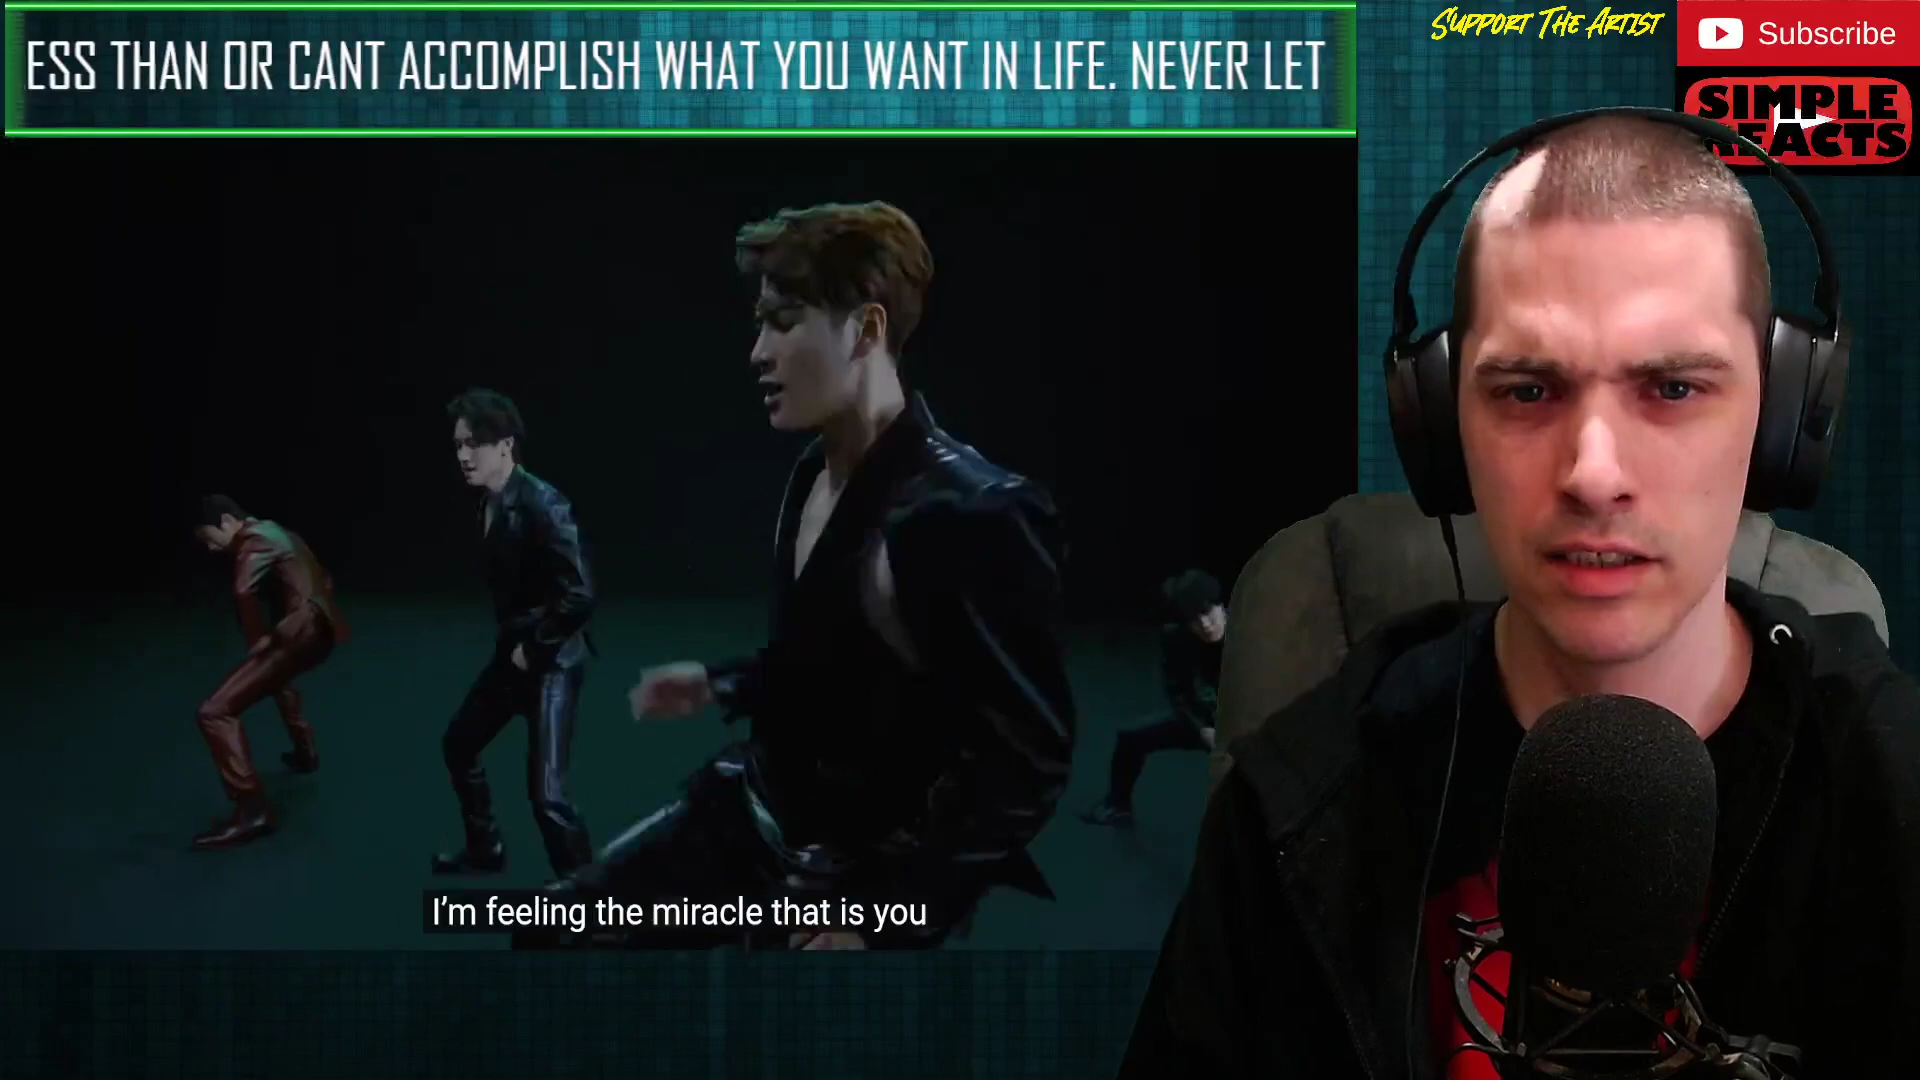 ESS THAN OR CANT ACCOMPLISH WHAT YOU WANT IN LIFE. NEVER LET
Support The Artist
Subscribe
SIMPLE
REACTS
I'm feeling the miracle that is you